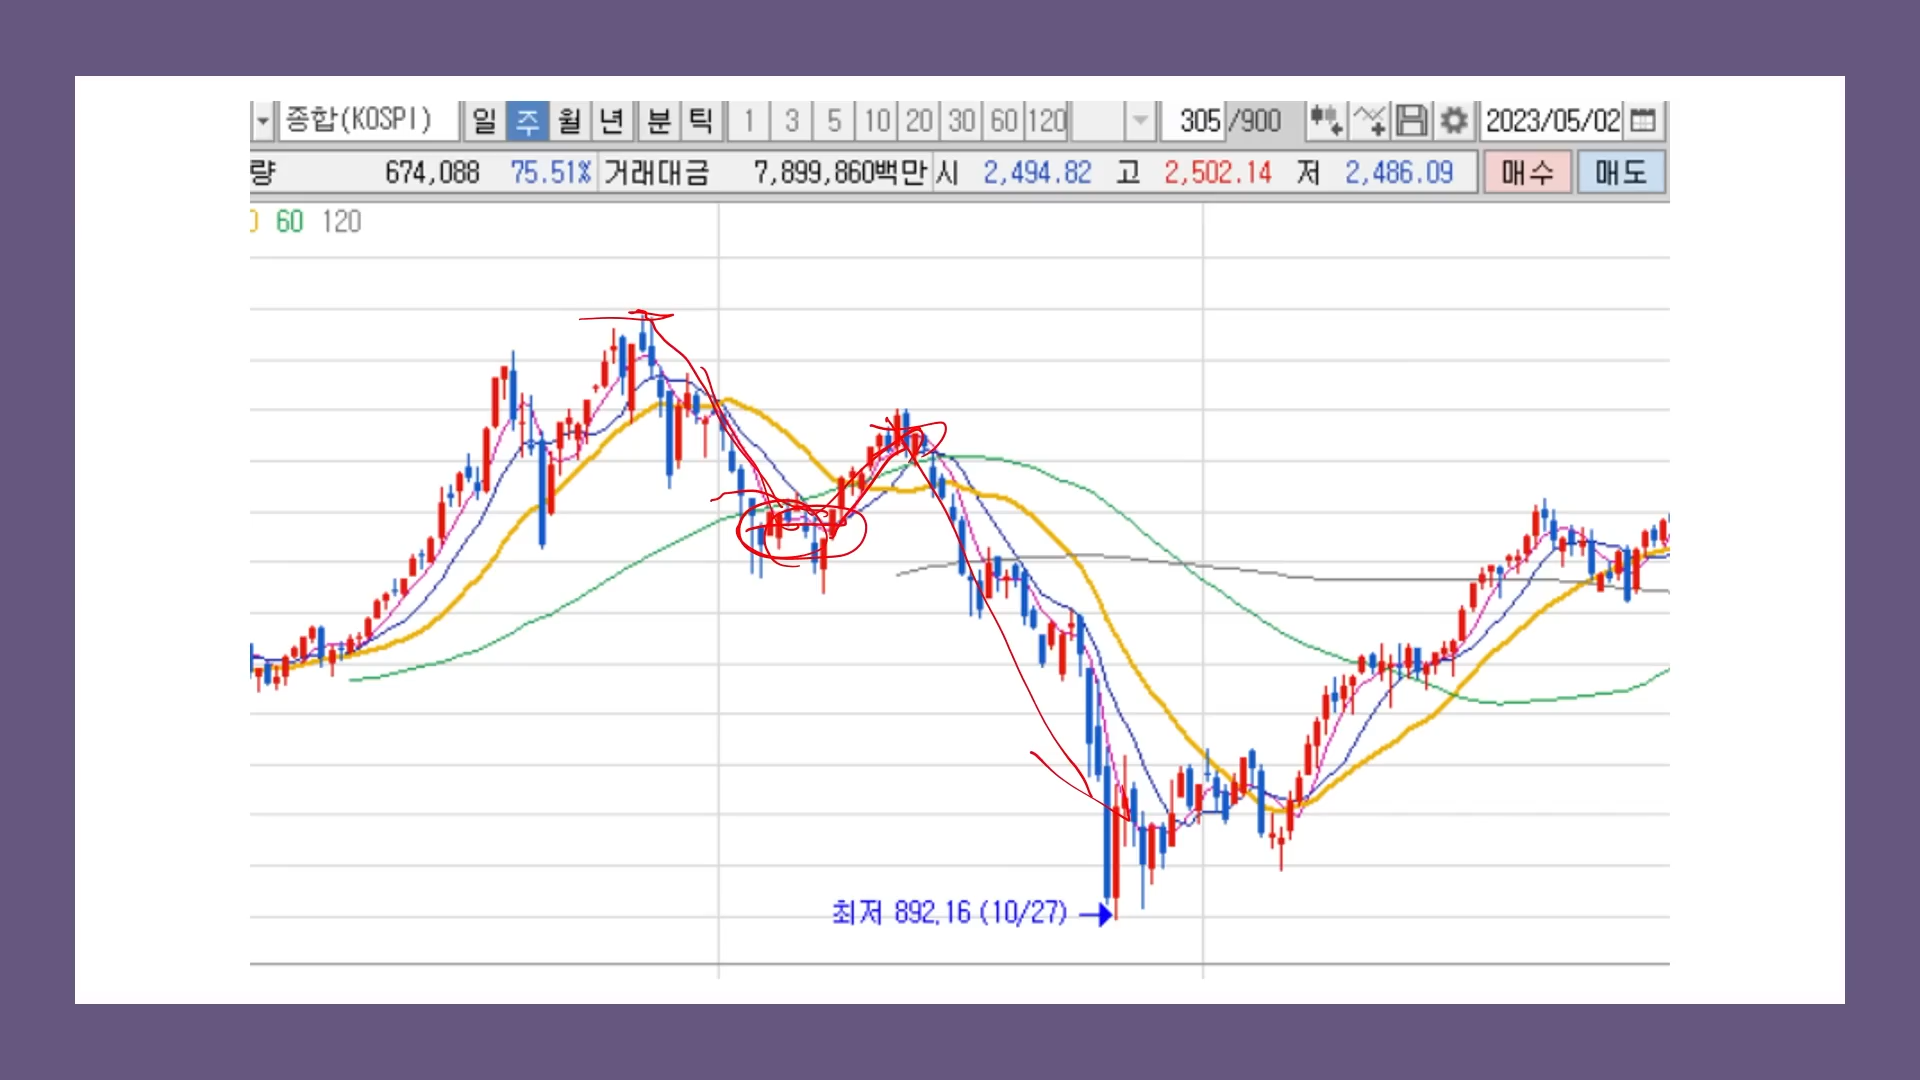 종합(KOSPI) 일 주 월 년 분 틱 1 3 5 10 20 30 60 120 305 /900 2023/05/02
량 674,088 75.51% 거래대금 7,899,860백만 시 2,494.82 고 2,502.14 저 2,486.09 매수 매도
60 120
최저 892.16 (10/27)